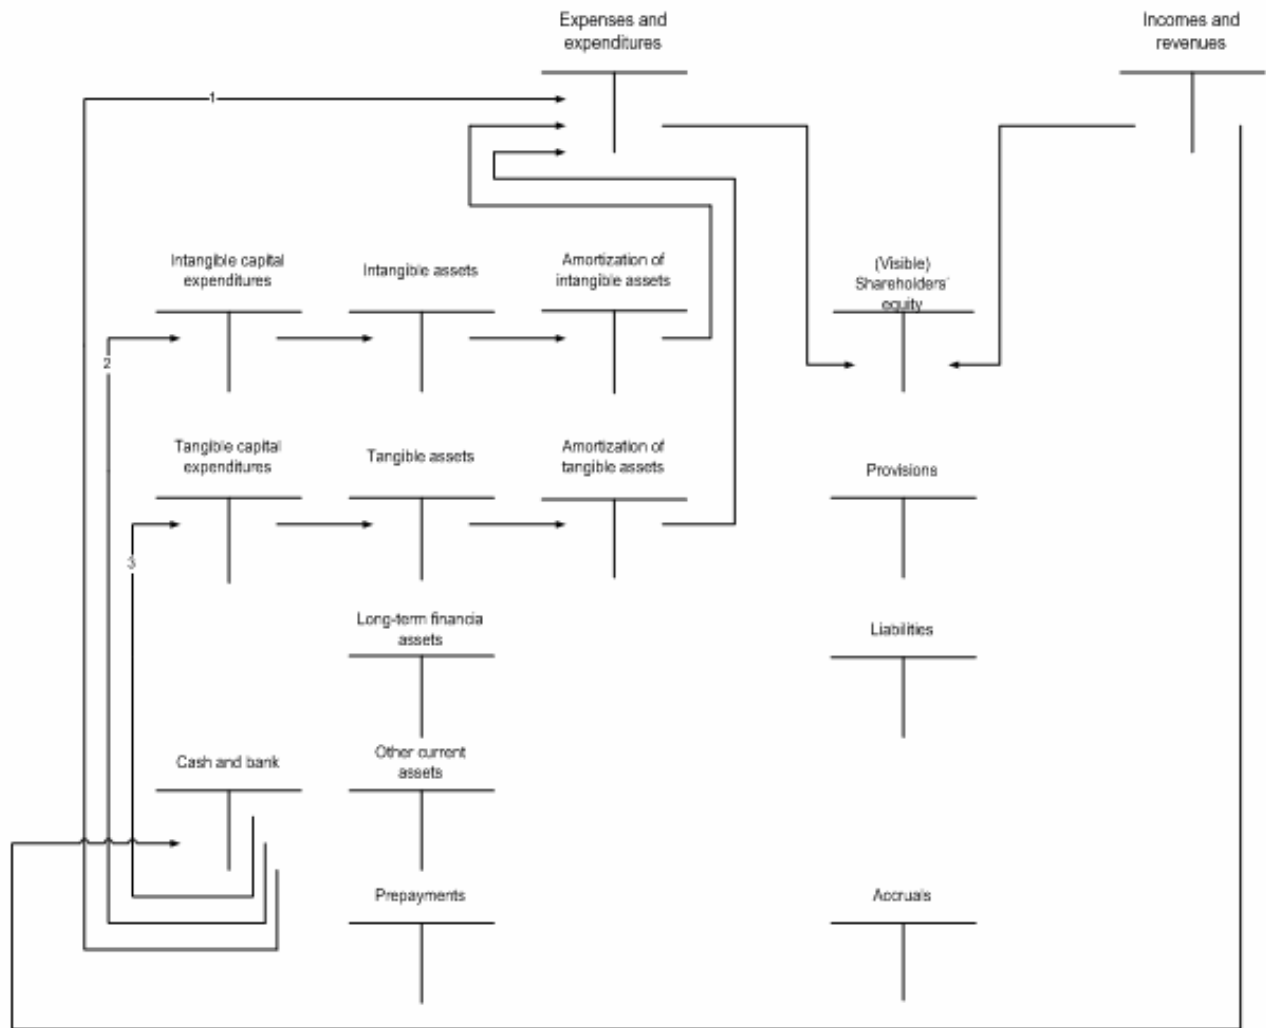 Expenses and
expenditures
Incomes and
revenues
1
Intangible capital
expenditures
Intangible assets
Amortization of
intangible assets
(Visible)
Shareholders'
equity
2
Tangible capital
expenditures
Tangible assets
Amortization of
tangible assets
Provisions
3
Long-term financia
assets
Liabilities
Cash and bank
Other current
assets
Prepayments
Accruals